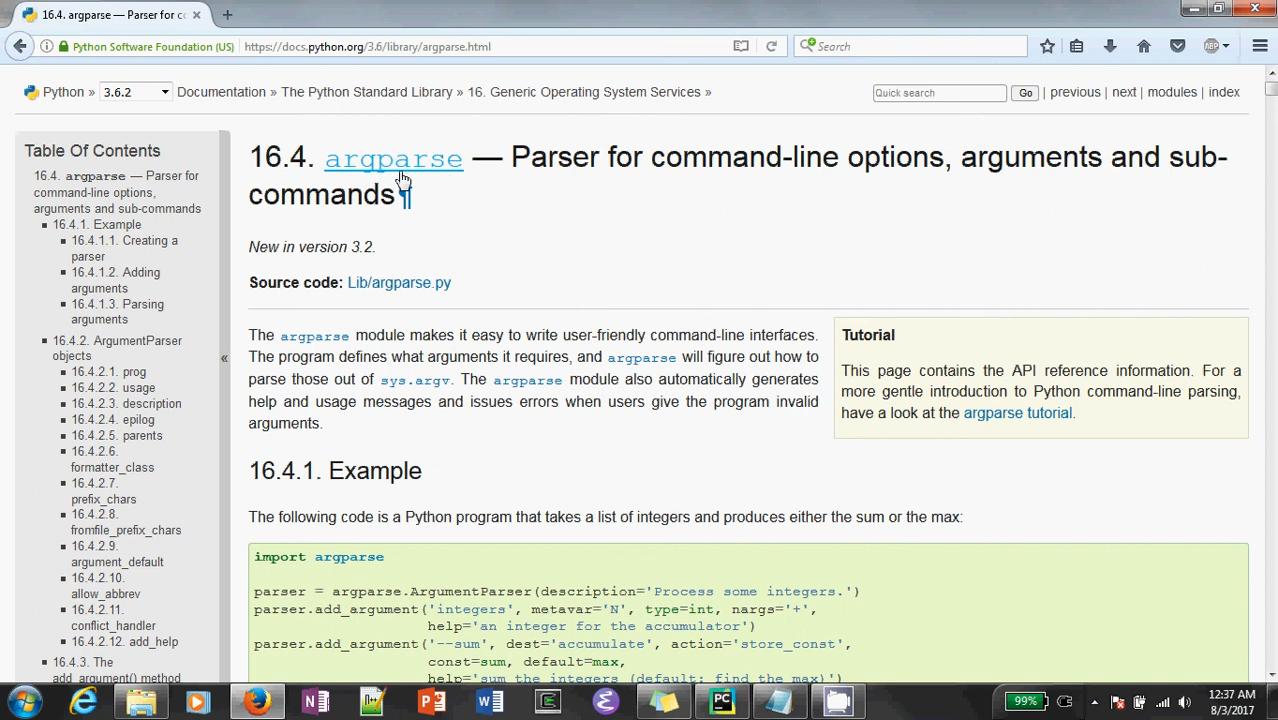 16.4. argparse — Parser for co
Python Software Foundation (US)
https://docs.python.org/3.6/library/argparse.html
Search
ABP
Python »
3.6.2
Documentation » The Python Standard Library » 16. Generic Operating System Services »
Quick search
Go
| previous | next | modules | index
Table Of Contents
16.4. argparse — Parser for
command-line options,
arguments and sub-commands
16.4.1. Example
16.4.1.1. Creating a
parser
16.4.1.2. Adding
arguments
16.4.1.3. Parsing
arguments
16.4.2. ArgumentParser
objects
16.4.2.1. prog
16.4.2.2. usage
16.4.2.3. description
16.4.2.4. epilog
16.4.2.5. parents
16.4.2.6.
formatter_class
16.4.2.7.
prefix_chars
16.4.2.8.
fromfile_prefix_chars
16.4.2.9.
argument_default
16.4.2.10.
allow_abbrev
16.4.2.11.
conflict_handler
16.4.2.12. add_help
16.4.3. The
add_argument() method
«
16.4. argparse — Parser for command-line options, arguments and sub-
commands¶
New in version 3.2.
Source code: Lib/argparse.py
The argparse module makes it easy to write user-friendly command-line interfaces.
The program defines what arguments it requires, and argparse will figure out how to
parse those out of sys.argv. The argparse module also automatically generates
help and usage messages and issues errors when users give the program invalid
arguments.
Tutorial
This page contains the API reference information. For a
more gentle introduction to Python command-line parsing,
have a look at the argparse tutorial.
16.4.1. Example
The following code is a Python program that takes a list of integers and produces either the sum or the max:
import argparse
parser = argparse.ArgumentParser(description='Process some integers.')
parser.add_argument('integers', metavar='N', type=int, nargs='+',
help='an integer for the accumulator')
parser.add_argument('--sum', dest='accumulate', action='store_const',
const=sum, default=max,
help='sum the integers (default: find the max)')
99%
12:37 AM
8/3/2017